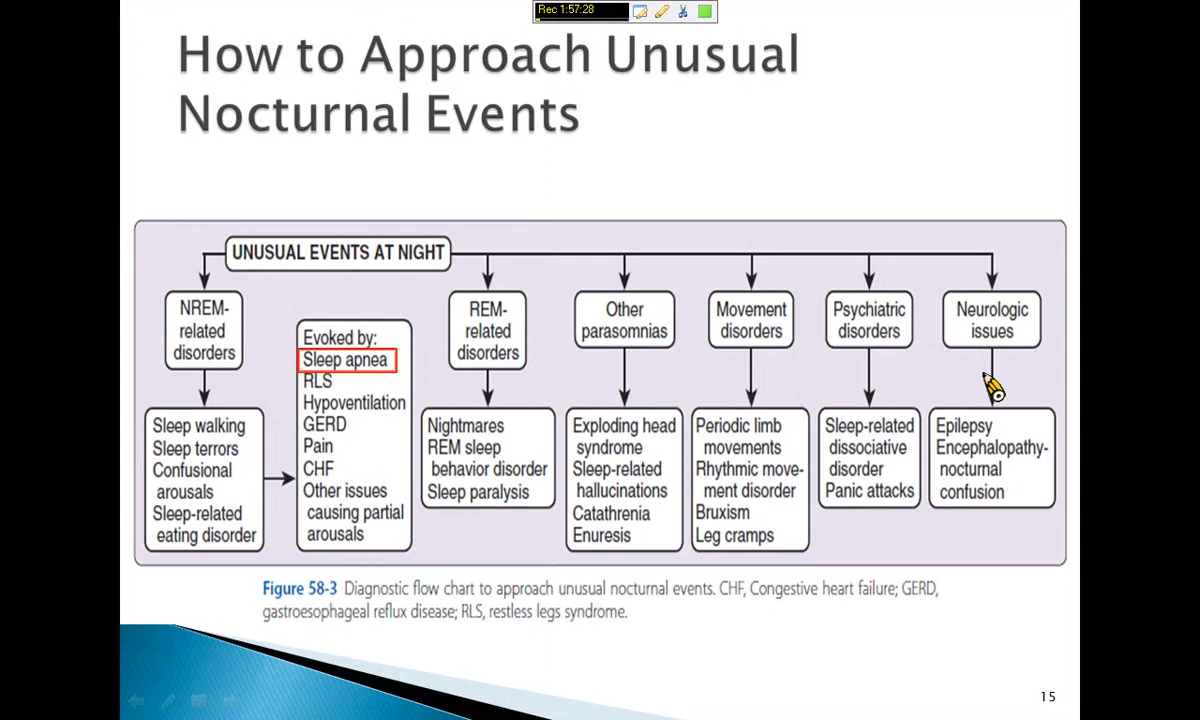 Rec 1:57:28
How to Approach Unusual
Nocturnal Events
UNUSUAL EVENTS AT NIGHT
NREM-
related
disorders
Sleep walking
Sleep terrors
Confusional
arousals
Sleep-related
eating disorder
Evoked by:
Sleep apnea
RLS
Hypoventilation
GERD
Pain
CHF
Other issues
causing partial
arousals
REM-
related
disorders
Nightmares
REM sleep
behavior disorder
Sleep paralysis
Other
parasomnias
Exploding head
syndrome
Sleep-related
hallucinations
Catathrenia
Enuresis
Movement
disorders
Periodic limb
movements
Rhythmic move-
ment disorder
Bruxism
Leg cramps
Psychiatric
disorders
Sleep-related
dissociative
disorder
Panic attacks
Neurologic
issues
Epilepsy
Encephalopathy-
nocturnal
confusion
Figure 58-3 Diagnostic flow chart to approach unusual nocturnal events. CHF, Congestive heart failure; GERD,
gastroesophageal reflux disease; RLS, restless legs syndrome.
15